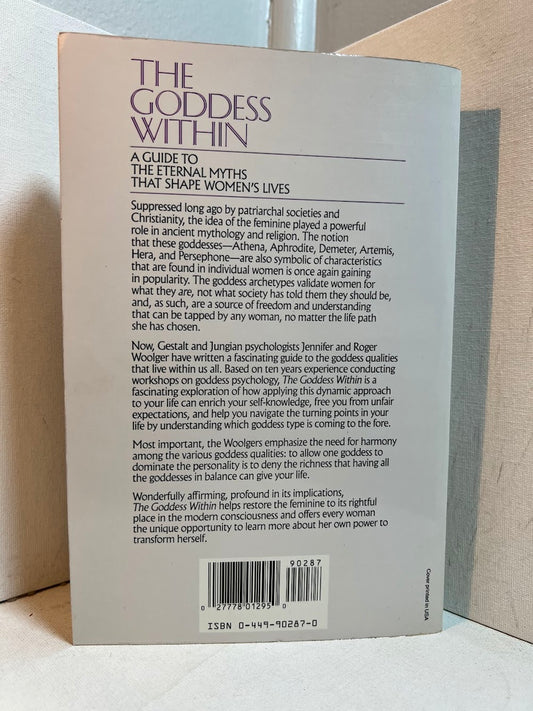 THE
GODDESS
WITHIN
A GUIDE TO
THE ETERNAL MYTHS
THAT SHAPE WOMEN'S LIVES
Suppressed long ago by patriarchal societies and
Christianity, the idea of the feminine played a powerful
role in ancient mythology and religion. The notion
that these goddesses—Athena, Aphrodite, Demeter, Artemis,
Hera, and Persephone—are also symbolic of characteristics
that are found in individual women is once again gaining
in popularity. The goddess archetypes validate women for
what they are, not what society has told them they should be,
and, as such, are a source of freedom and understanding
that can be tapped by any woman, no matter the life path
she has chosen.
Now, Gestalt and Jungian psychologists Jennifer and Roger
Woolger have written a fascinating guide to the goddess qualities
that live within us all. Based on ten years experience conducting
workshops on goddess psychology, The Goddess Within is a
fascinating exploration of how applying this dynamic approach
to your life can enrich your self-knowledge, free you from unfair
expectations, and help you navigate the turning points in your
life by understanding which goddess type is coming to the fore.
Most important, the Woolgers emphasize the need for harmony
among the various goddess qualities: to allow one goddess to
dominate the personality is to deny the richness that having all
the goddesses in balance can give your life.
Wonderfully affirming, profound in its implications,
The Goddess Within helps restore the feminine to its rightful
place in the modern consciousness and offers every woman
the unique opportunity to learn more about her own power to
transform herself.
90287
0 27778 01295 0
ISBN 0-449-90287-0
Cover printed in USA